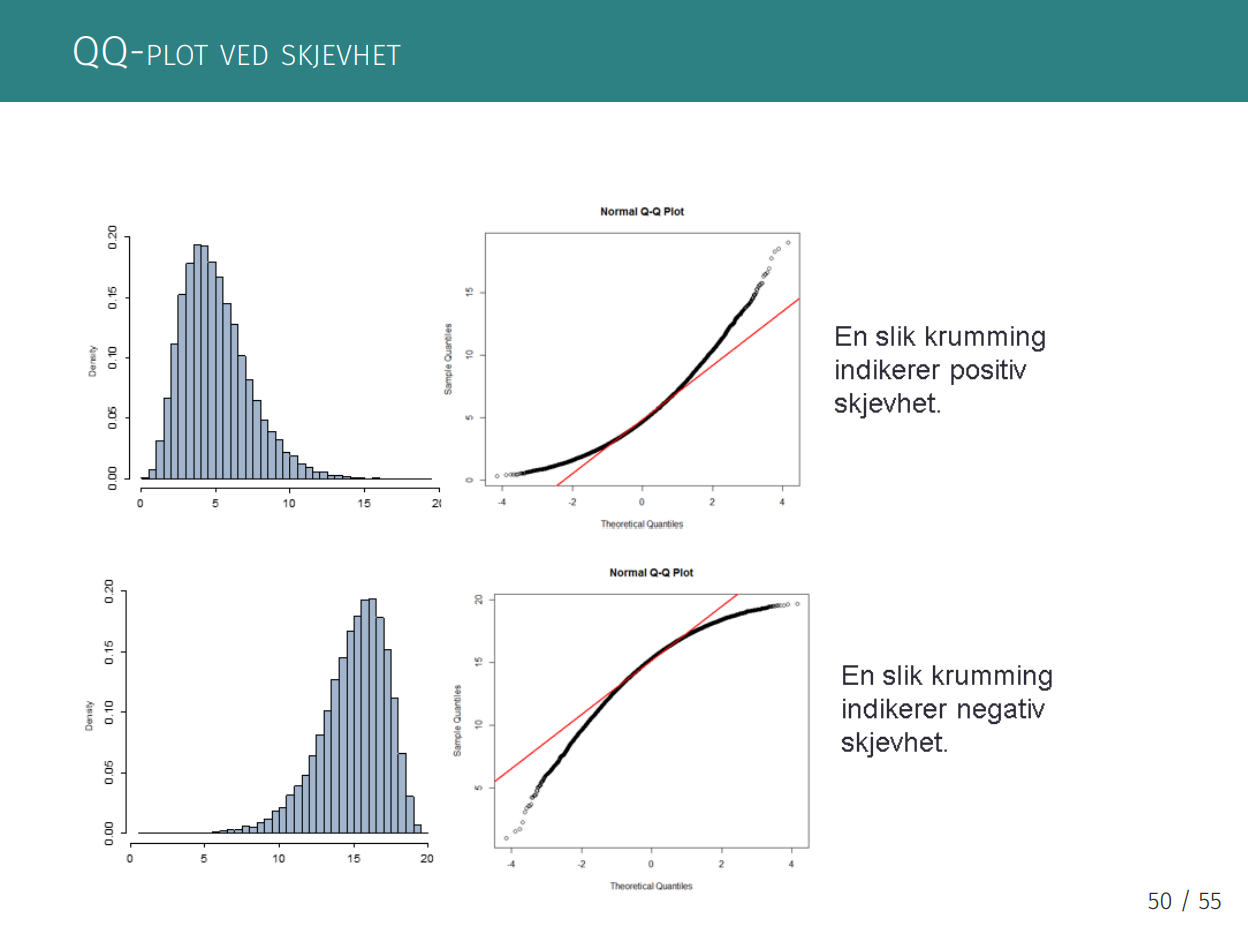 QQ-PLOT VED SKJEVHET
0.20
0.15
0.10
0.05
0.00
Density
0 5 10 15 20
Normal Q-Q Plot
15
10
5
0
Sample Quantiles
-4 -2 0 2 4
Theoretical Quantiles
En slik krumming
indikerer positiv
skjevhet.
0.20
0.15
0.10
0.05
0.00
Density
0 5 10 15 20
Normal Q-Q Plot
20
15
10
5
Sample Quantiles
-4 -2 0 2 4
Theoretical Quantiles
En slik krumming
indikerer negativ
skjevhet.
50 / 55